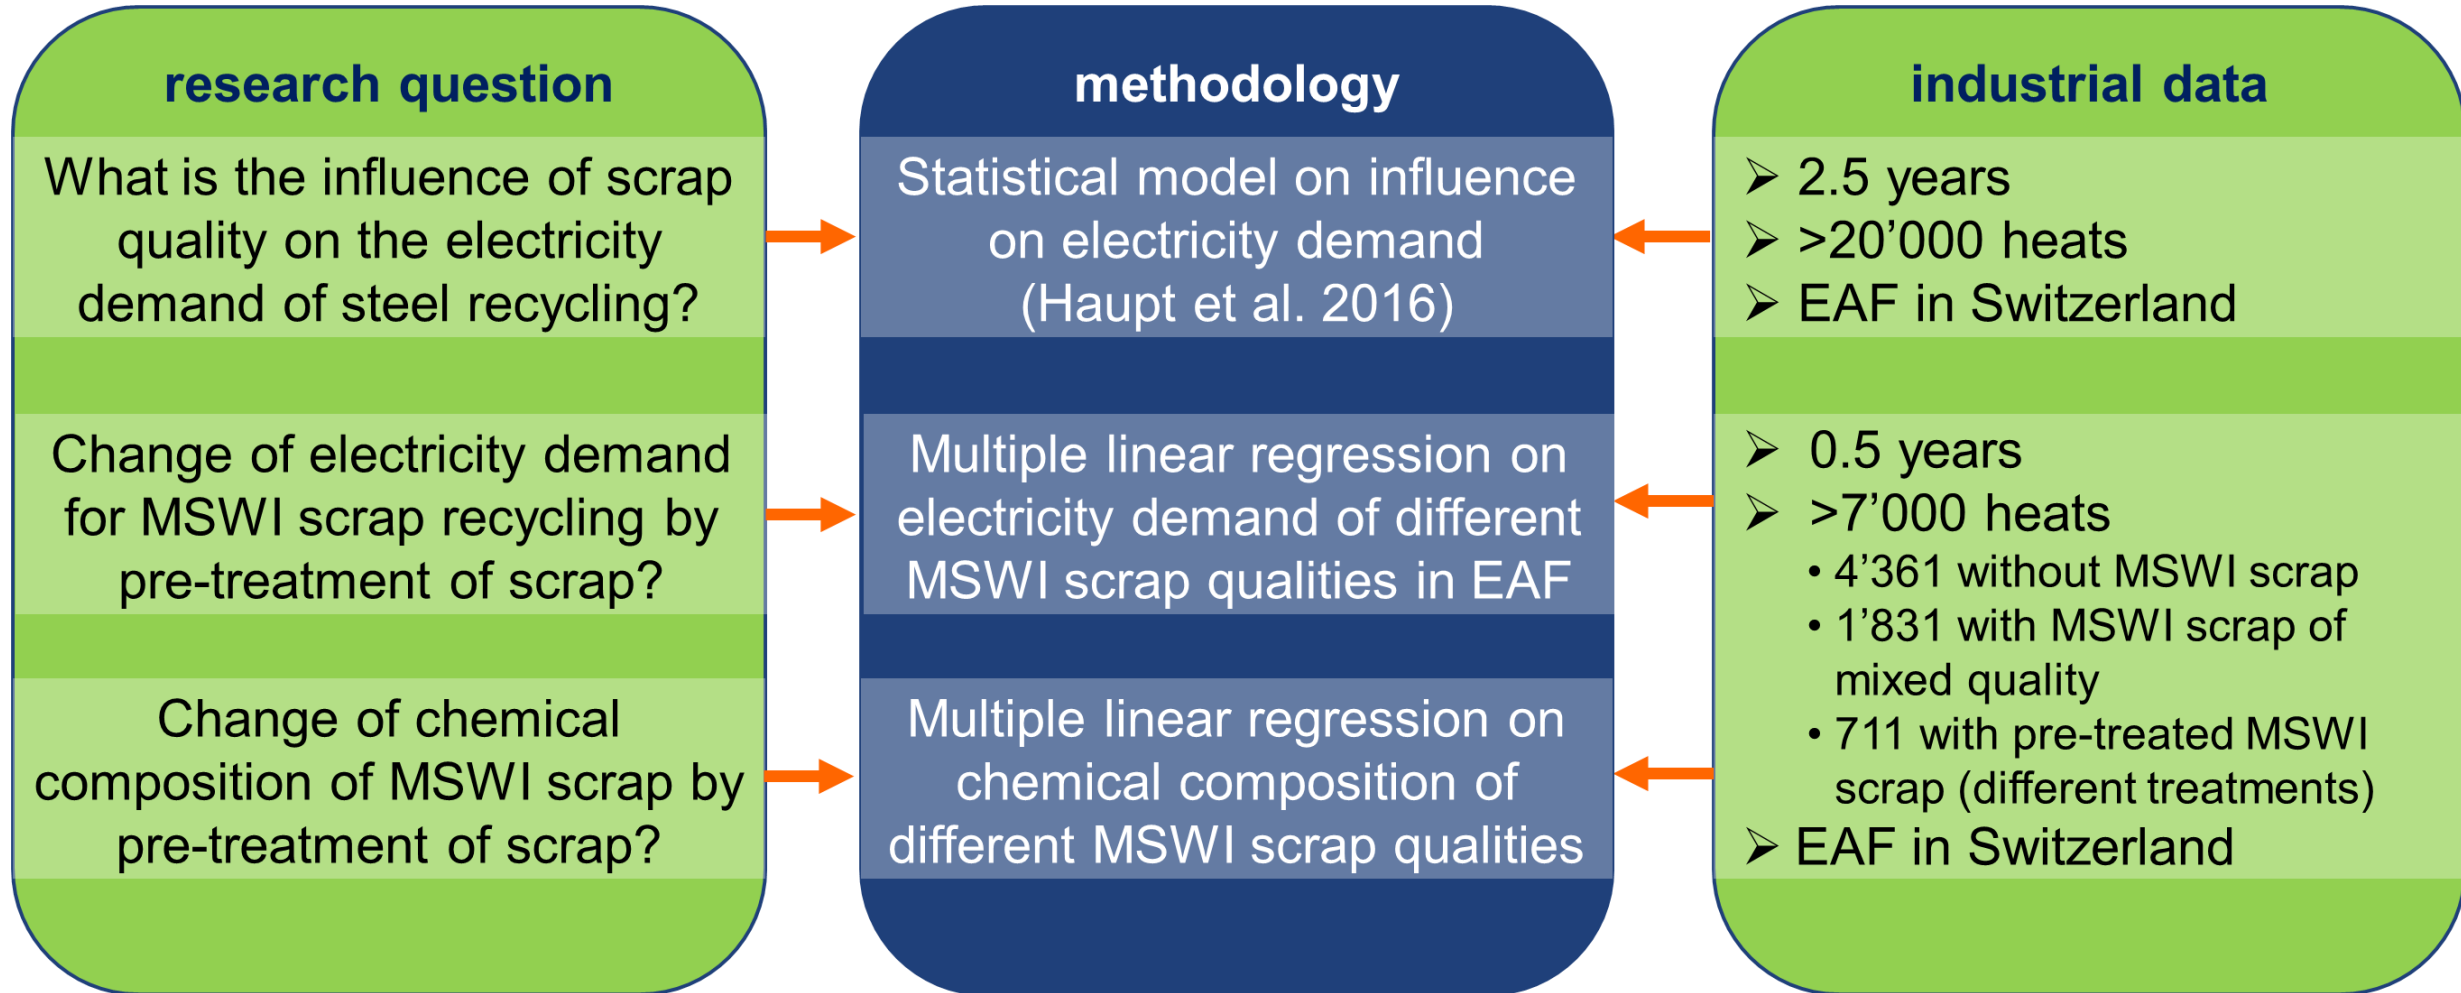 research question
What is the influence of scrap
quality on the electricity
demand of steel recycling?
Change of electricity demand
for MSWI scrap recycling by
pre-treatment of scrap?
Change of chemical
composition of MSWI scrap by
pre-treatment of scrap?
methodology
Statistical model on influence
on electricity demand
(Haupt et al. 2016)
Multiple linear regression on
electricity demand of different
MSWI scrap qualities in EAF
Multiple linear regression on
chemical composition of
different MSWI scrap qualities
industrial data
➢ 2.5 years
➢ >20’000 heats
➢ EAF in Switzerland
➢ 0.5 years
➢ >7’000 heats
• 4’361 without MSWI scrap
• 1’831 with MSWI scrap of
mixed quality
• 711 with pre-treated MSWI
scrap (different treatments)
➢ EAF in Switzerland